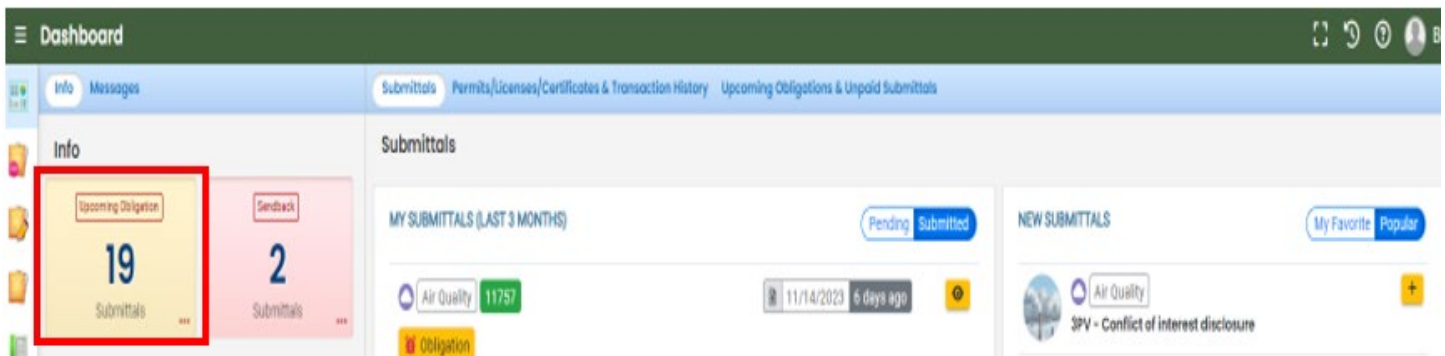 Dashboard
Info Messages
Submittals Permits/Licenses/Certificates & Transaction History Upcoming Obligations & Unpaid Submittals
Info
Upcoming Obligation
19
Submittals
Sendback
2
Submittals
Submittals
MY SUBMITTALS (LAST 3 MONTHS) Pending Submitted
Air Quality 11757 11/14/2023 6 days ago
Obligation
NEW SUBMITTALS My Favorite Popular
Air Quality +
3PV - Conflict of interest disclosure